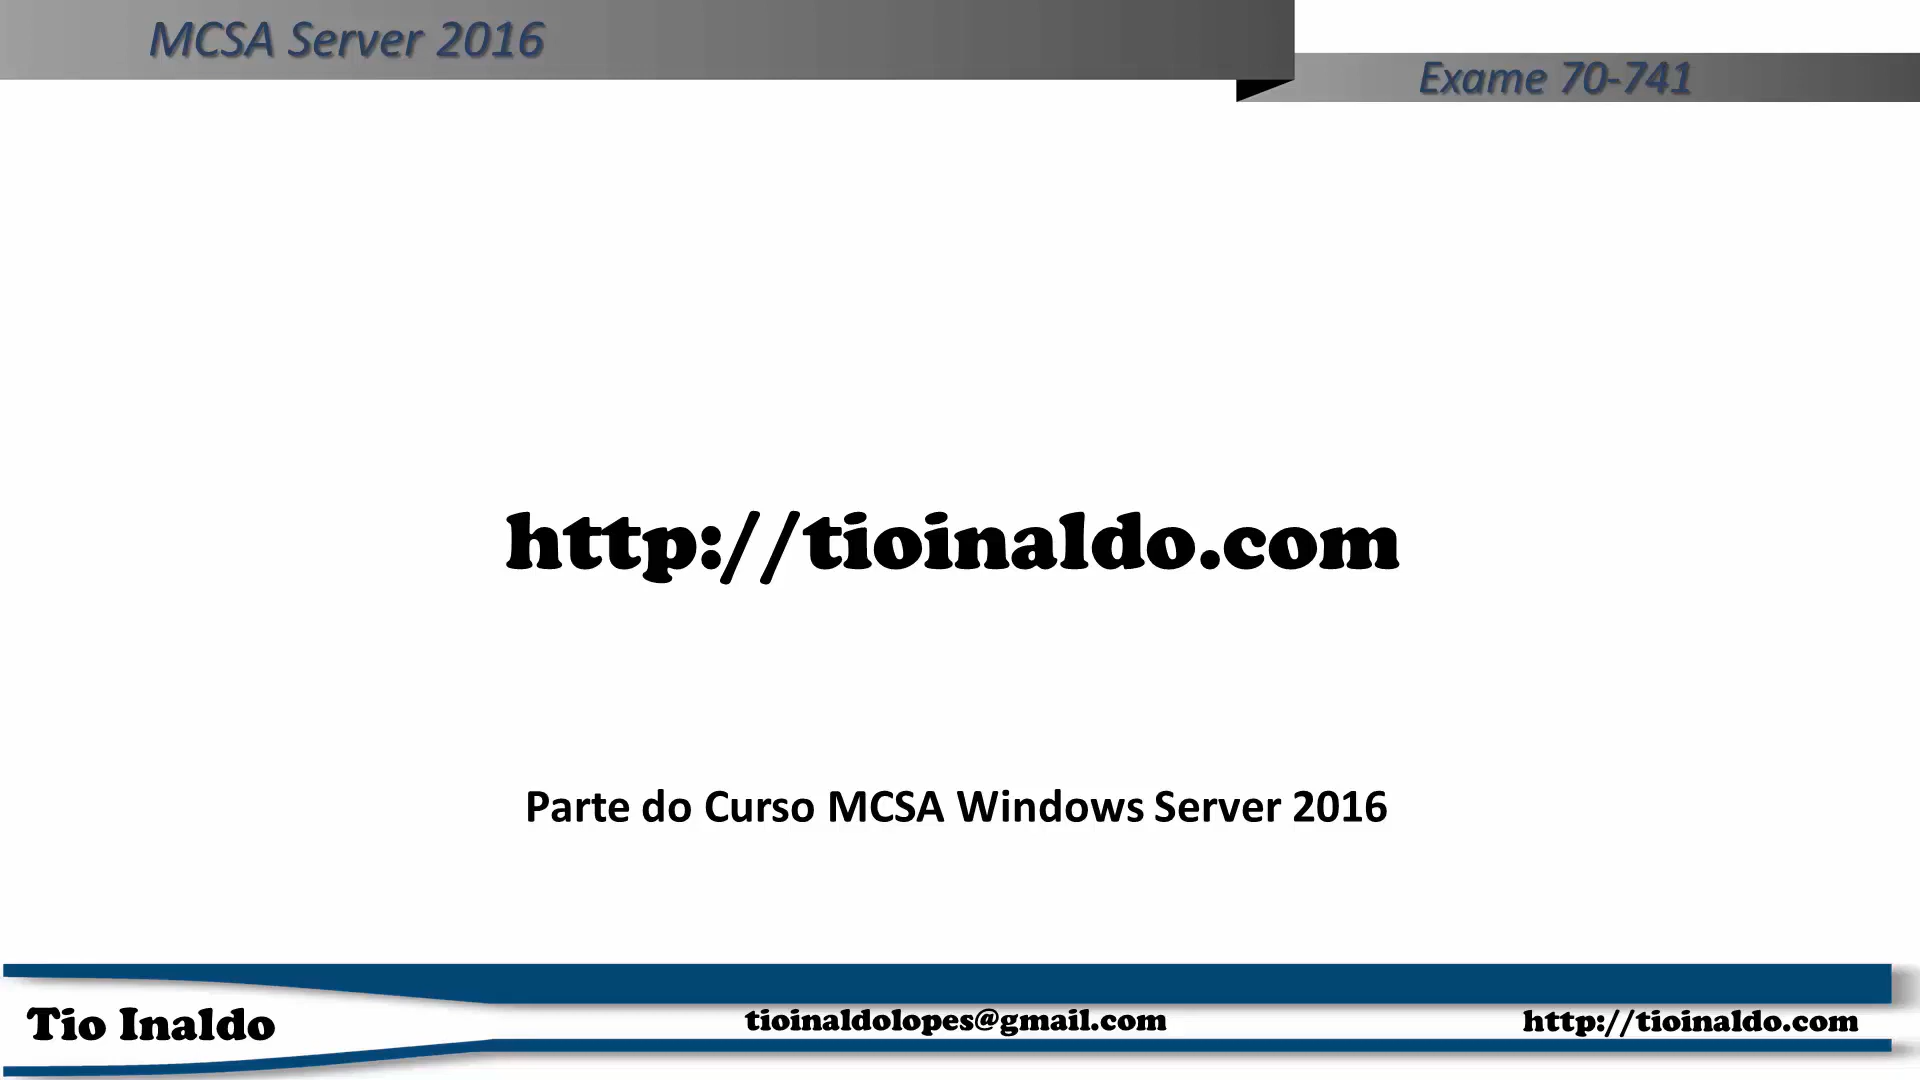 MCSA Server 2016
Exame 70-741
http://tioinaldo.com
Parte do Curso MCSA Windows Server 2016
Tio Inaldo
tioinaldolopes@gmail.com
http://tioinaldo.com